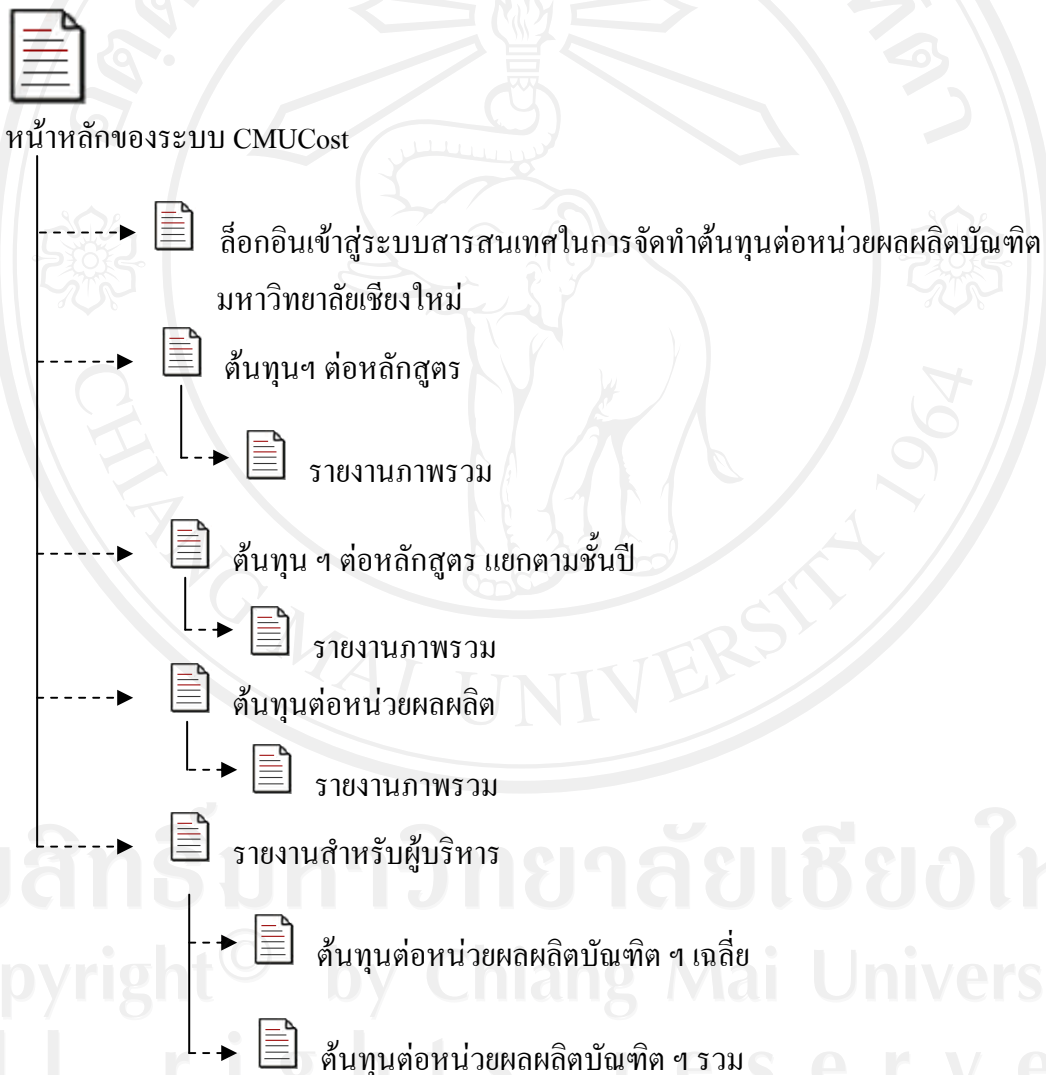 หน้าหลักของระบบ CMUCost
ล็อกอินเข้าสู่ระบบสารสนเทศในการจัดทำต้นทุนต่อหน่วยผลผลิตบัณฑิต
มหาวิทยาลัยเชียงใหม่
ต้นทุนฯ ต่อหลักสูตร
รายงานภาพรวม
ต้นทุน ฯ ต่อหลักสูตร แยกตามชั้นปี
รายงานภาพรวม
ต้นทุนต่อหน่วยผลผลิต
รายงานภาพรวม
รายงานสำหรับผู้บริหาร
ต้นทุนต่อหน่วยผลผลิตบัณฑิต ฯ เฉลี่ย
ต้นทุนต่อหน่วยผลผลิตบัณฑิต ฯ รวม
CHIANG MAI UNIVERSITY 1964
by Chiang Mai